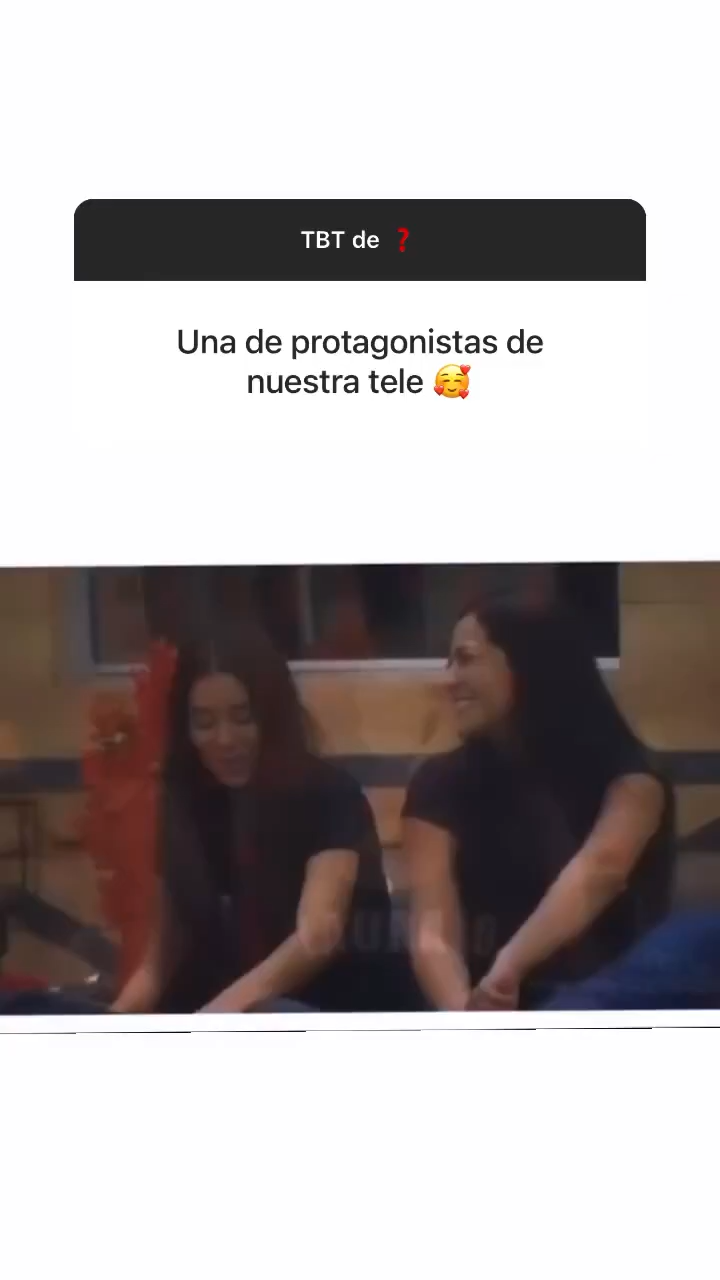 TBT de ❓
Una de protagonistas de
nuestra tele 🥰